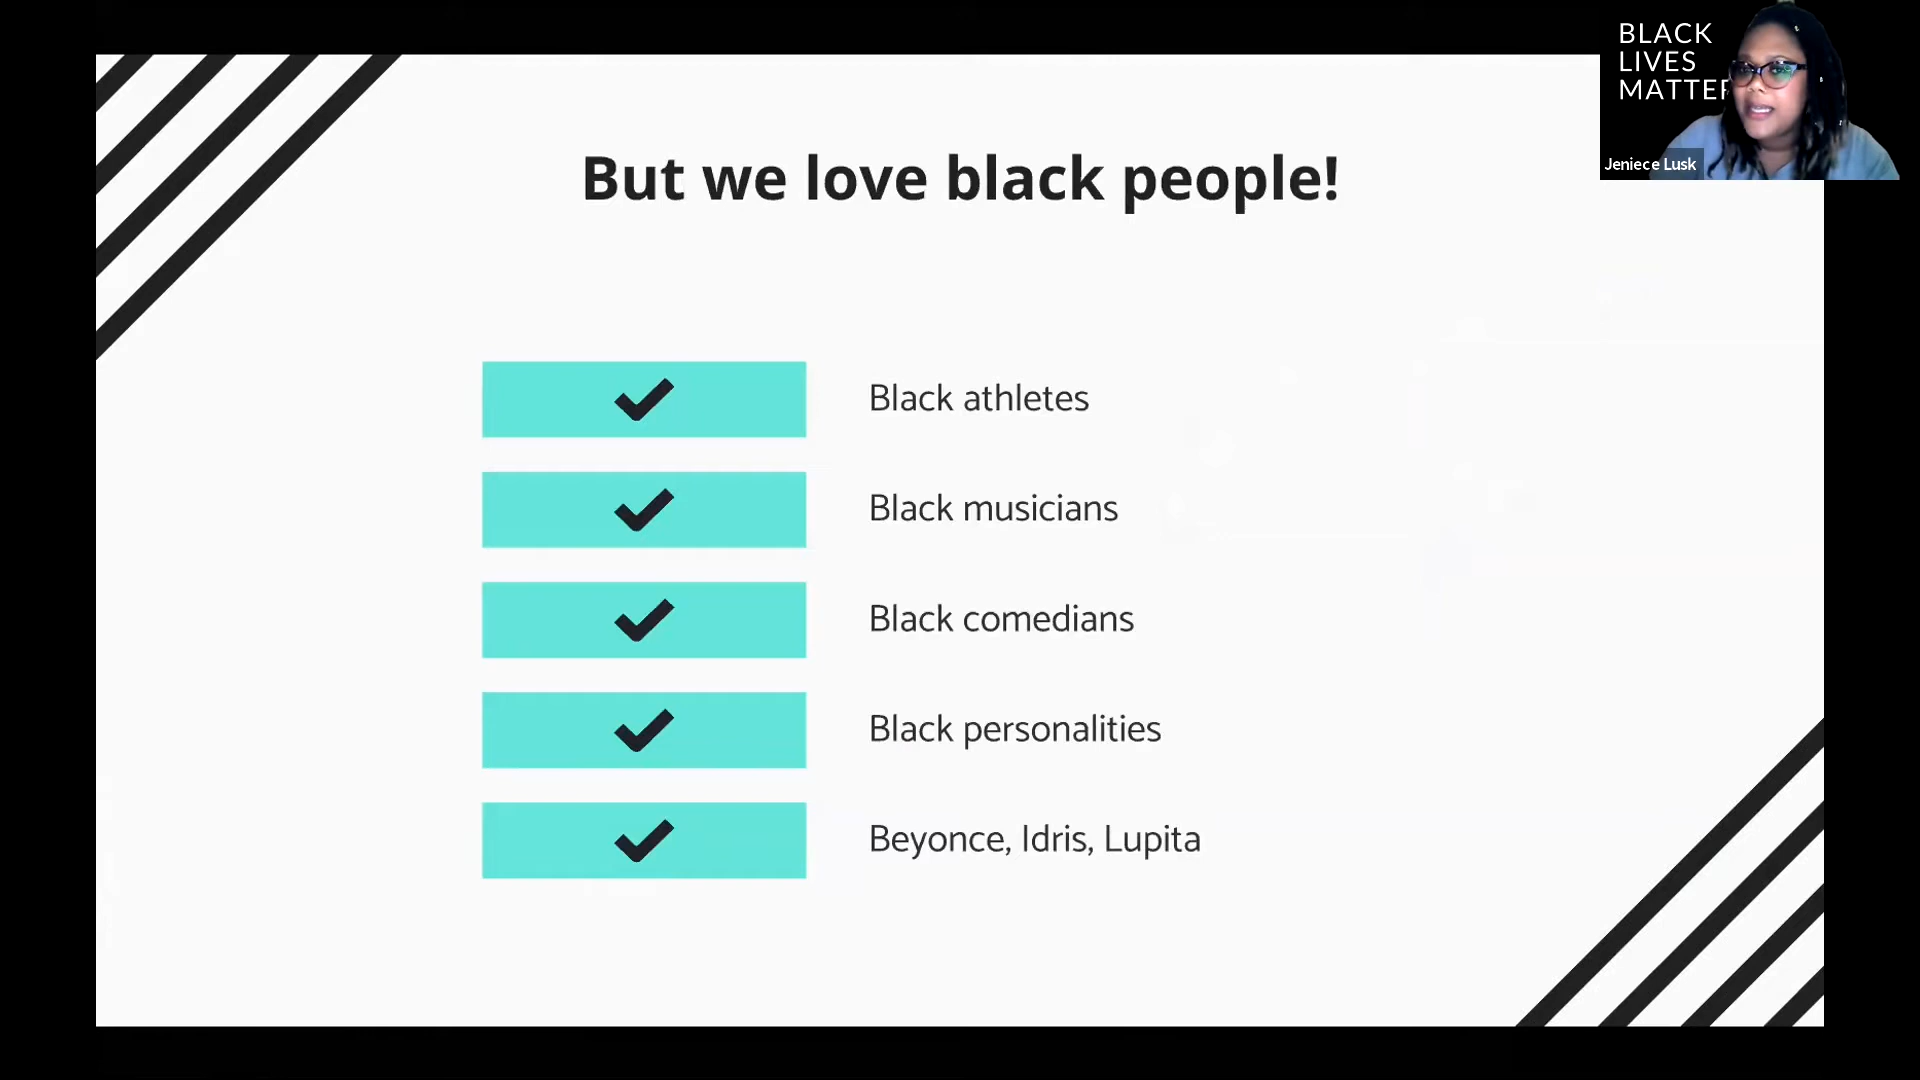 BLACK
LIVES
MATTER
Jeniece Lusk
But we love black people!
Black athletes
Black musicians
Black comedians
Black personalities
Beyonce, Idris, Lupita